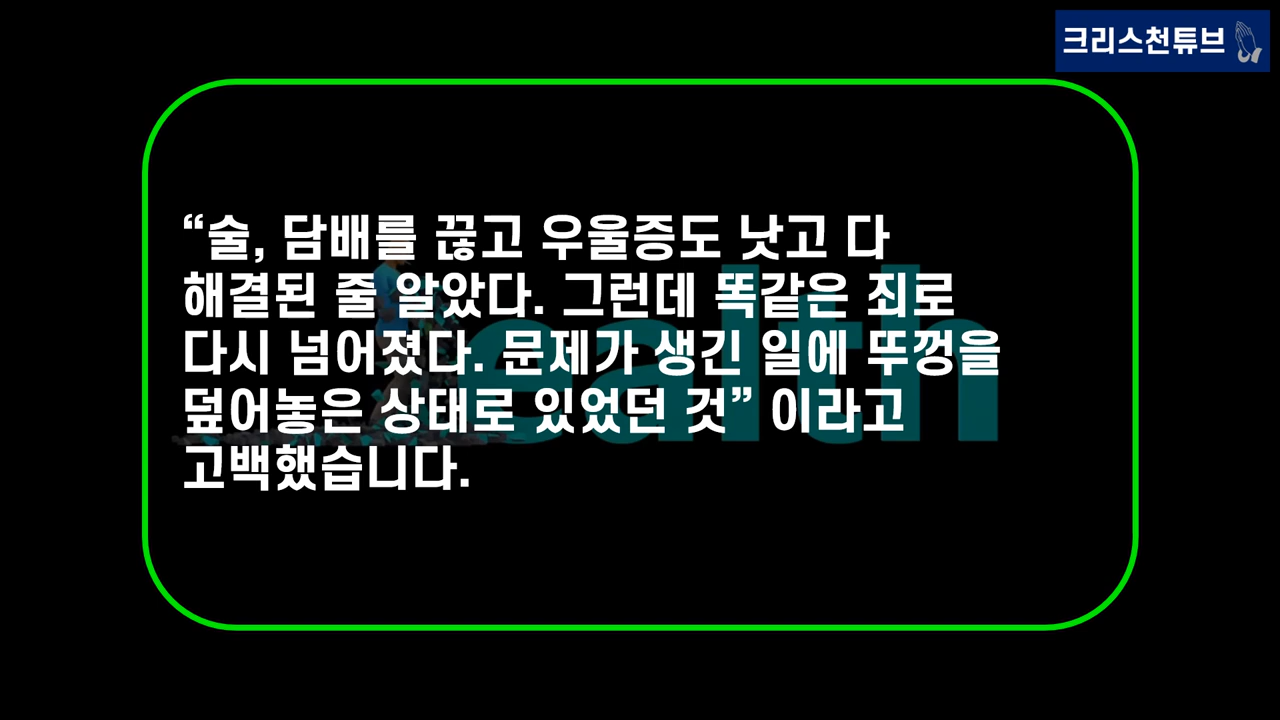 크리스천튜브
“술, 담배를 끊고 우울증도 낫고 다
해결된 줄 알았다. 그런데 똑같은 죄로
다시 넘어졌다. 문제가 생긴 일에 뚜껑을
덮어놓은 상태로 있었던 것” 이라고
고백했습니다.
ealth